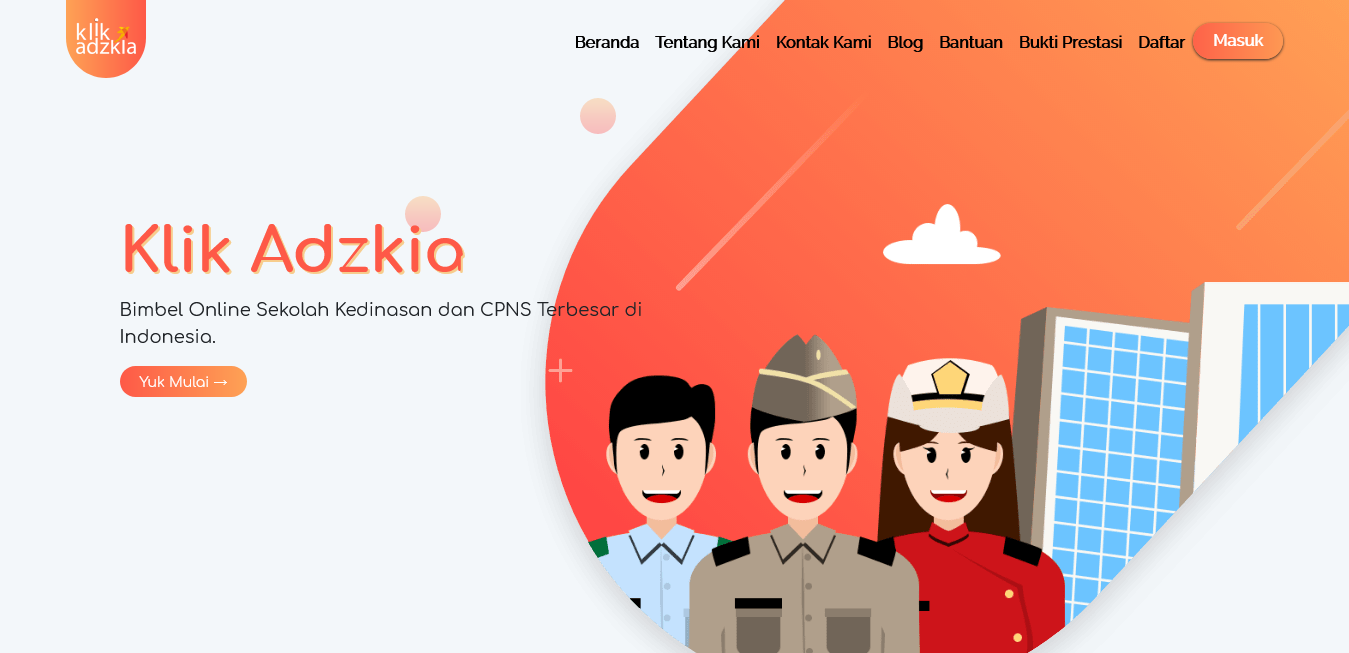 klik
adzkia
Beranda Tentang Kami Kontak Kami Blog Bantuan Bukti Prestasi Daftar Masuk
Klik Adzkia
Bimbel Online Sekolah Kedinasan dan CPNS Terbesar di
Indonesia.
Yuk Mulai →